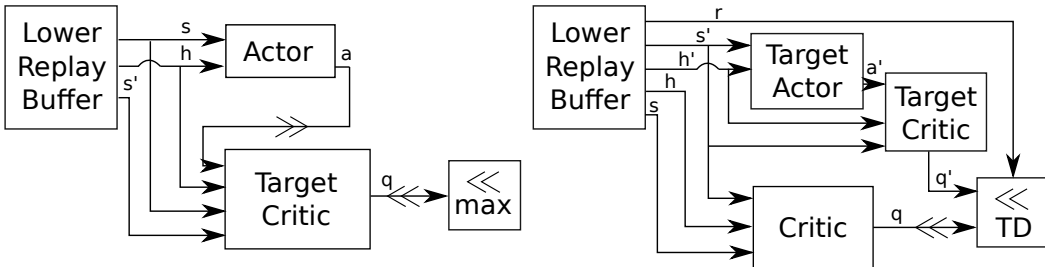 Lower
Replay
Buffer
s
h
s'
Actor
a
Target
Critic
q
max
Lower
Replay
Buffer
r
s'
h'
h
s
Target
Actor
a'
Target
Critic
q'
Critic
q
TD